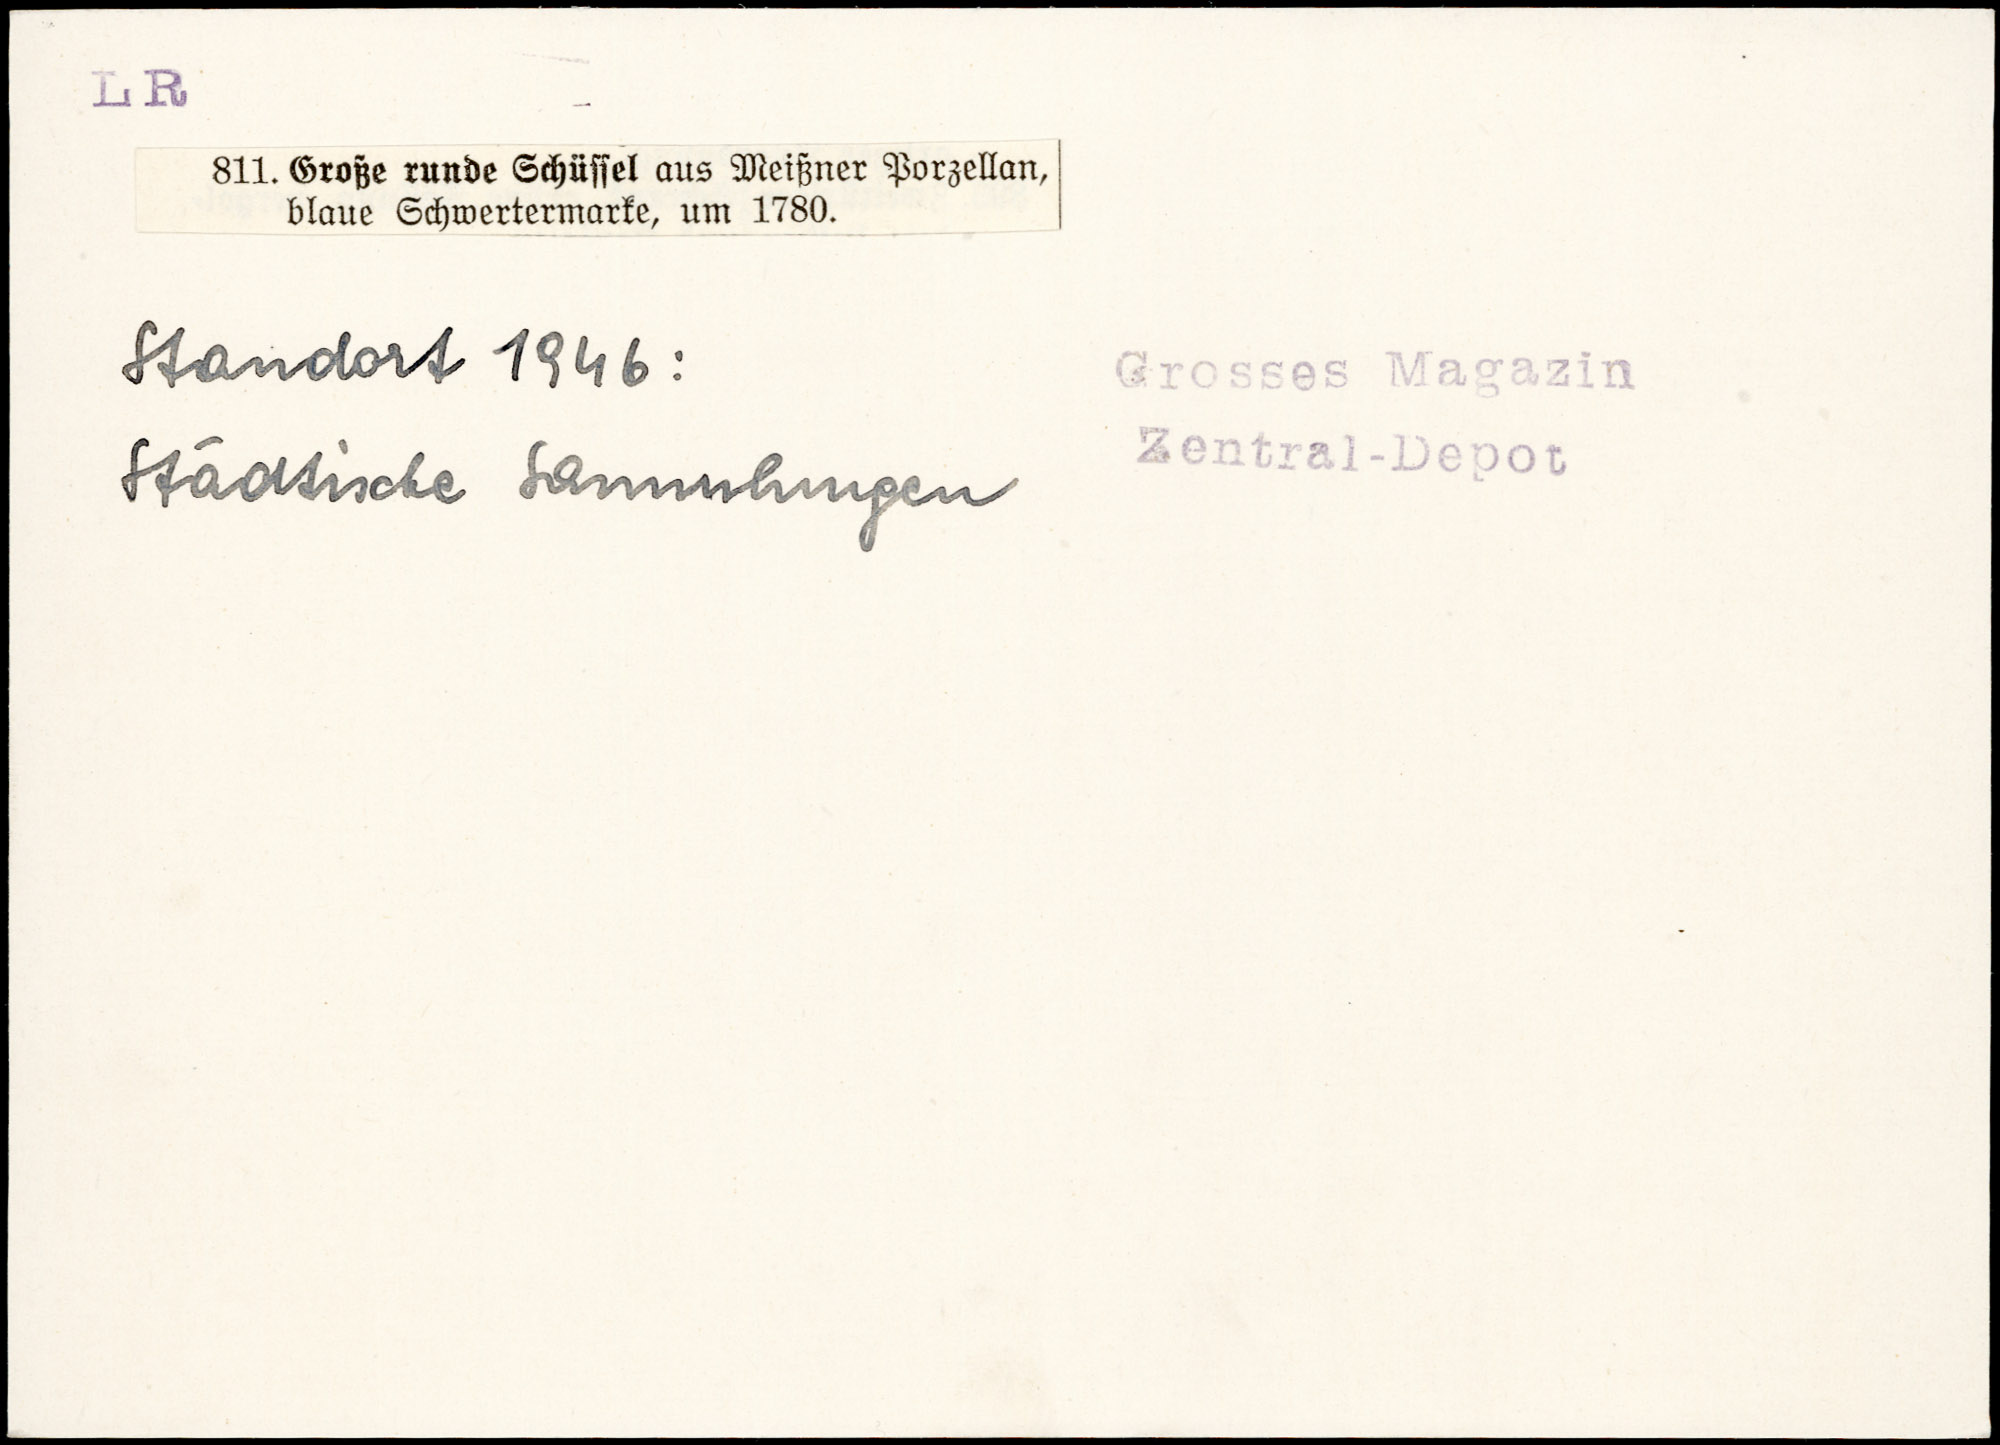 LR
811. Große runde Schüssel aus Meißner Porzellan,
blaue Schwertermarke, um 1780.
Standort 1946:
Städtische Sammlungen
Grosses Magazin
Zentral-Depot